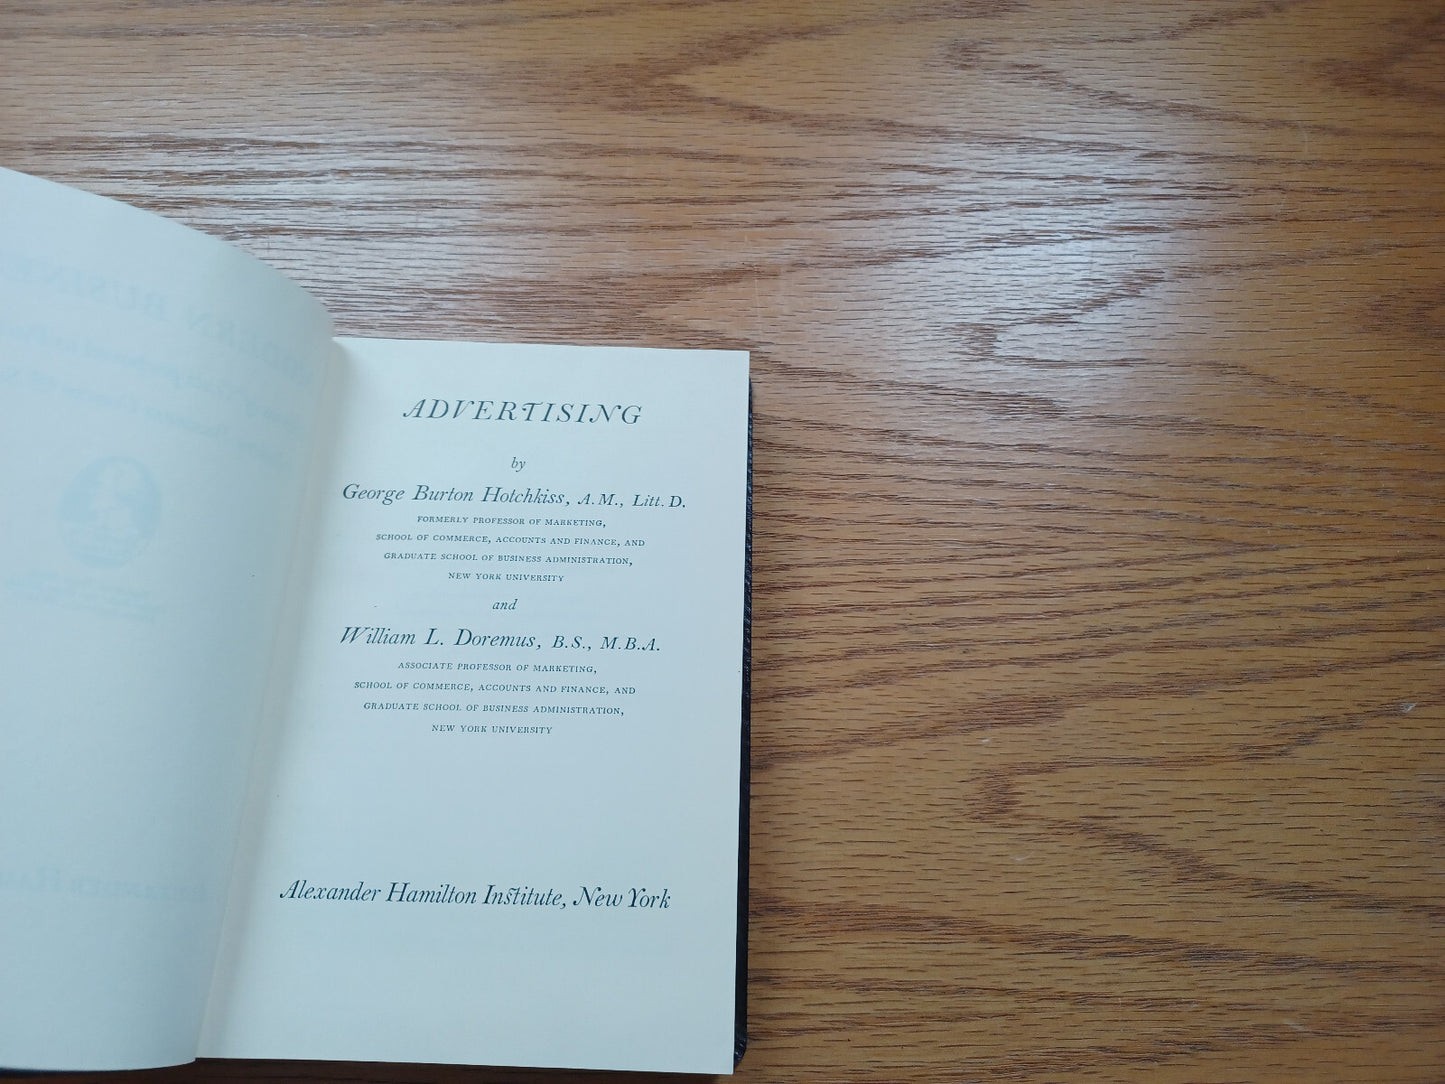 ADVERTISING
by
George Burton Hotchkiss, A.M., Litt.D.
FORMERLY PROFESSOR OF MARKETING,
SCHOOL OF COMMERCE, ACCOUNTS AND FINANCE, AND
GRADUATE SCHOOL OF BUSINESS ADMINISTRATION,
NEW YORK UNIVERSITY
and
William L. Doremus, B.S., M.B.A.
ASSOCIATE PROFESSOR OF MARKETING,
SCHOOL OF COMMERCE, ACCOUNTS AND FINANCE, AND
GRADUATE SCHOOL OF BUSINESS ADMINISTRATION,
NEW YORK UNIVERSITY
Alexander Hamilton Institute, New York